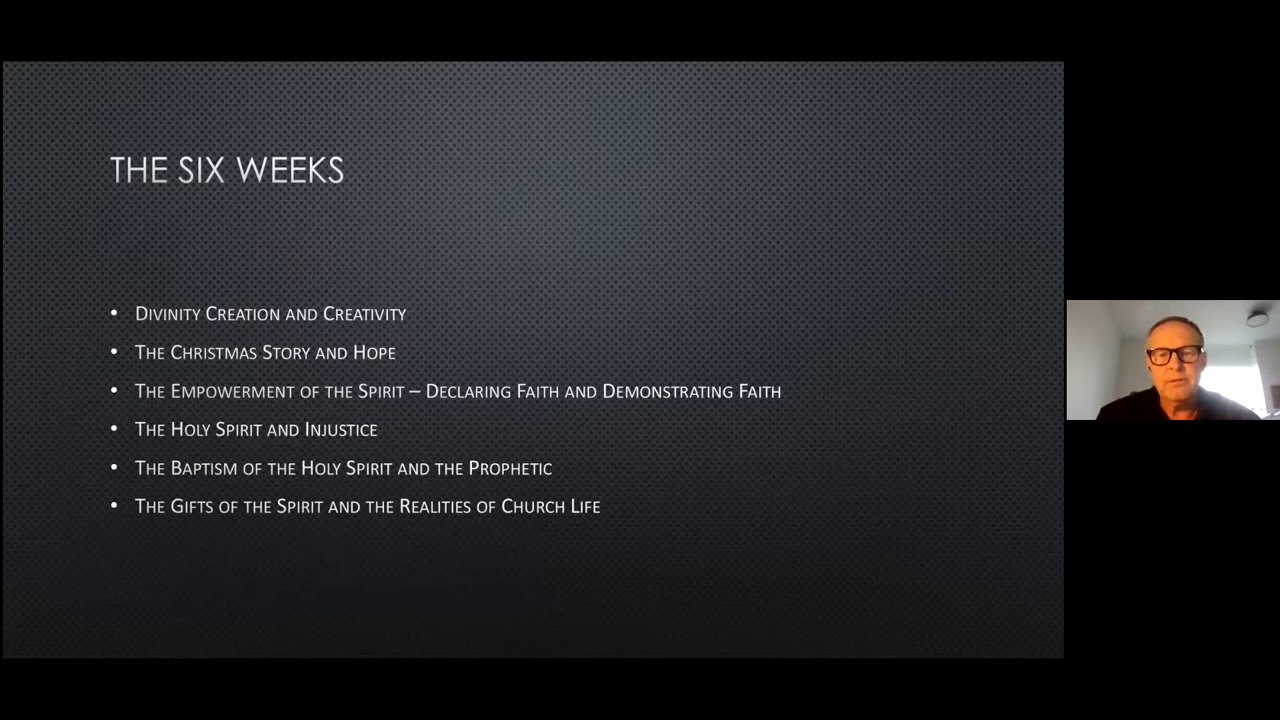 THE SIX WEEKS
• DIVINITY CREATION AND CREATIVITY
• THE CHRISTMAS STORY AND HOPE
• THE EMPOWERMENT OF THE SPIRIT – DECLARING FAITH AND DEMONSTRATING FAITH
• THE HOLY SPIRIT AND INJUSTICE
• THE BAPTISM OF THE HOLY SPIRIT AND THE PROPHETIC
• THE GIFTS OF THE SPIRIT AND THE REALITIES OF CHURCH LIFE